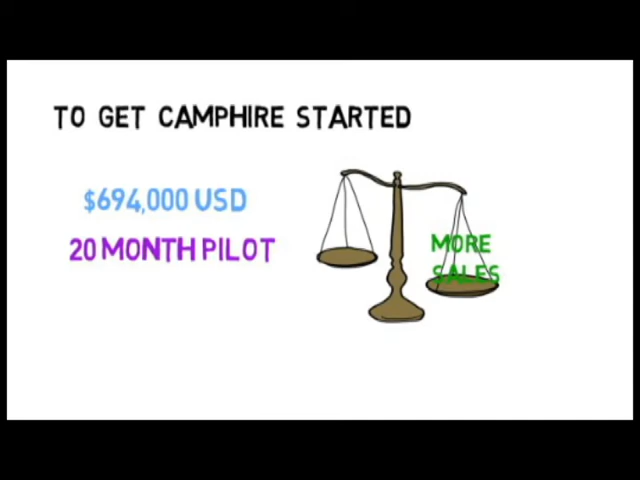 TO GET CAMPHIRE STARTED
$694,000 USD
20 MONTH PILOT
MORE
SALES